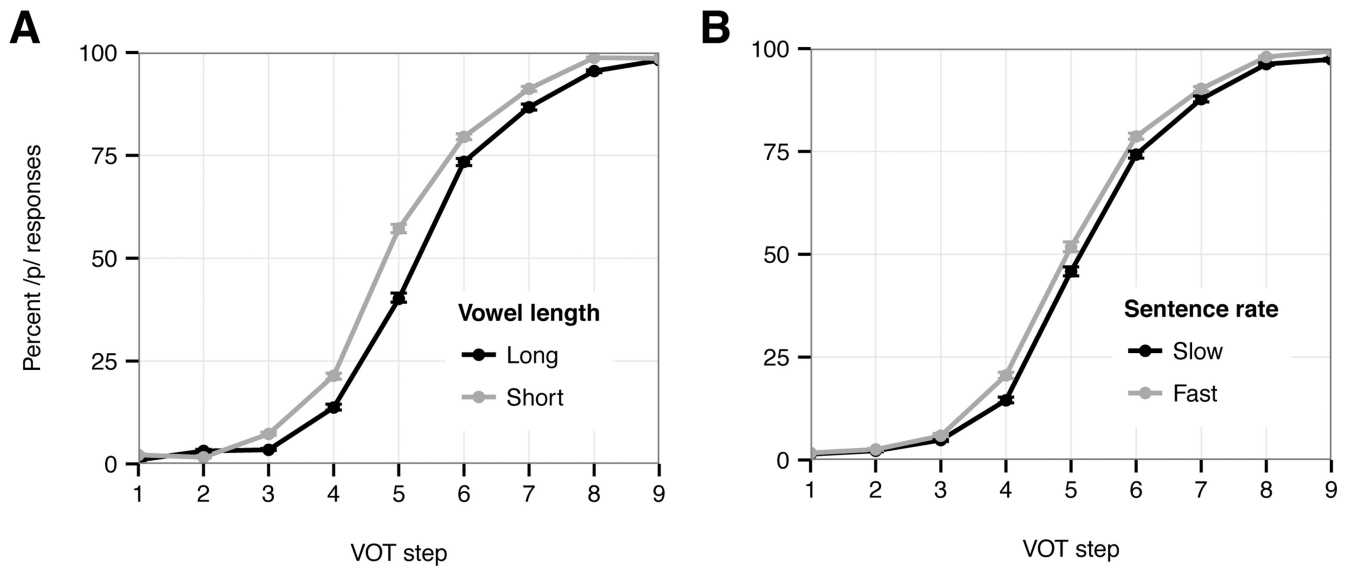 A
Percent /p/ responses
100
75
50
25
0
Vowel length
Long
Short
1 2 3 4 5 6 7 8 9
VOT step
B
100
75
50
25
0
Sentence rate
Slow
Fast
1 2 3 4 5 6 7 8 9
VOT step